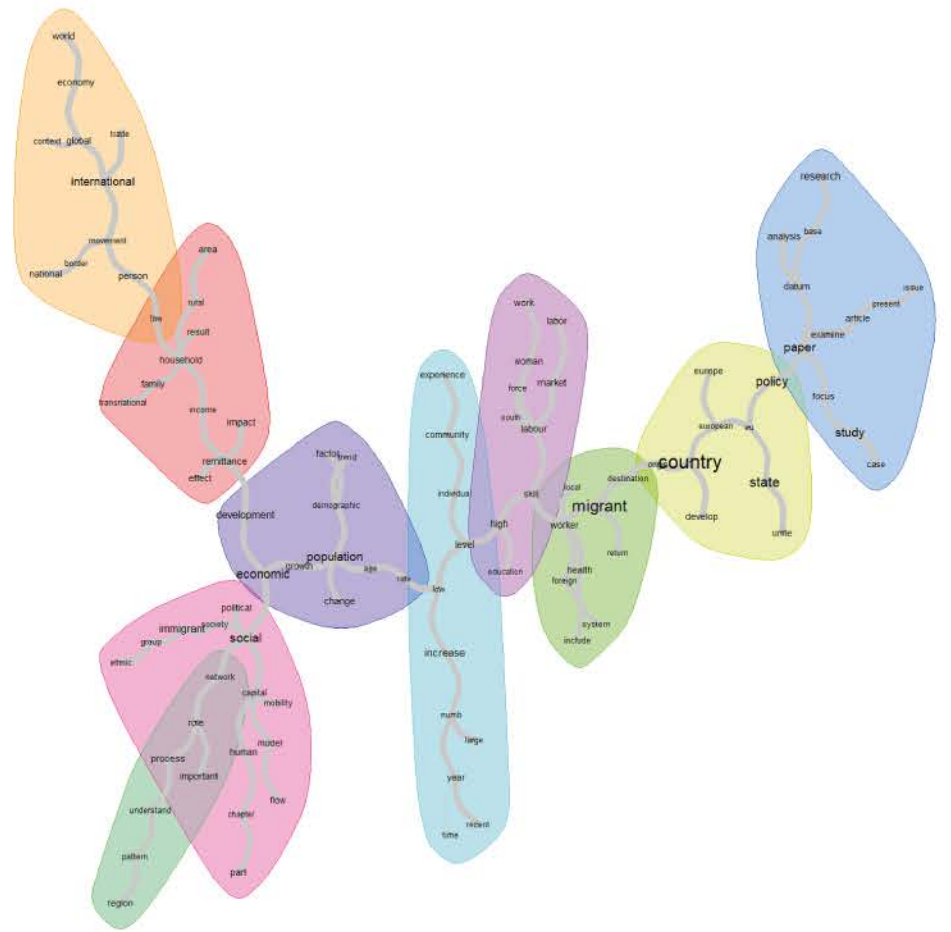 world
economy
context
global
trade
international
movement
border
national
person
law
area
rural
result
household
family
transnational
income
impact
remittance
effect
development
factor
trend
demographic
population
economic
growth
age
rate
change
political
society
immigrant
group
ethnic
social
network
capital
mobility
role
process
important
human
model
flow
understand
chapter
pattern
part
region
experience
community
individual
level
low
increase
numb
large
year
recent
time
work
labor
woman
market
force
south
labour
skill
high
education
local
destination
migrant
worker
return
health
foreign
system
include
origin
country
europe
policy
european
eu
state
develop
unite
research
base
analysis
datum
issue
present
article
examine
paper
focus
study
case